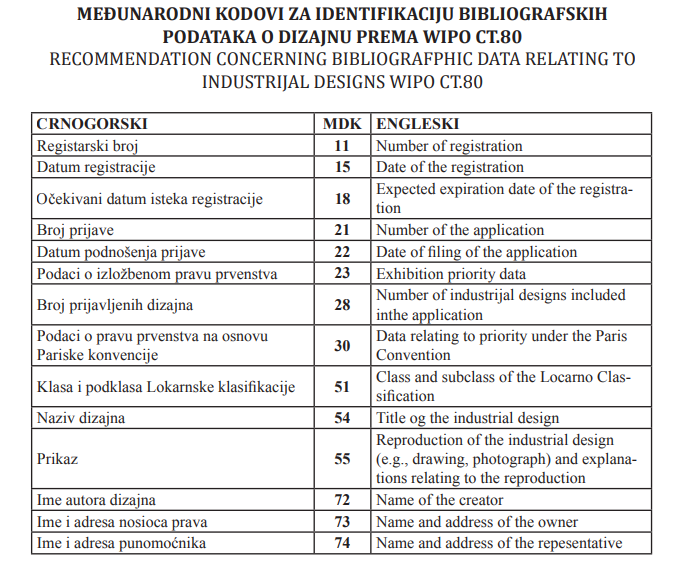 MEĐUNARODNI KODOVI ZA IDENTIFIKACIJU BIBLIOGRAFSKIH
PODATAKA O DIZAJNU PREMA WIPO CT.80
RECOMMENDATION CONCERNING BIBLIOGRAFPHIC DATA RELATING TO
INDUSTRIJAL DESIGNS WIPO CT.80
CRNOGORSKI MDK ENGLESKI
Registarski broj 11 Number of registration
Datum registracije 15 Date of the registration
Očekivani datum isteka registracije 18 Expected expiration date of the registra-
tion
Broj prijave 21 Number of the application
Datum podnošenja prijave 22 Date of filing of the application
Podaci o izložbenom pravu prvenstva 23 Exhibition priority data
Broj prijavljenih dizajna 28 Number of industrijal designs included
inthe application
Podaci o pravu prvenstva na osnovu
Pariske konvencije 30 Data relating to priority under the Paris
Convention
Klasa i podklasa Lokarnske klasifikacije 51 Class and subclass of the Locarno Clas-
sification
Naziv dizajna 54 Title og the industrial design
Prikaz 55 Reproduction of the industrial design
(e.g., drawing, photograph) and explana-
tions relating to the reproduction
Ime autora dizajna 72 Name of the creator
Ime i adresa nosioca prava 73 Name and address of the owner
Ime i adresa punomoćnika 74 Name and address of the repesentative